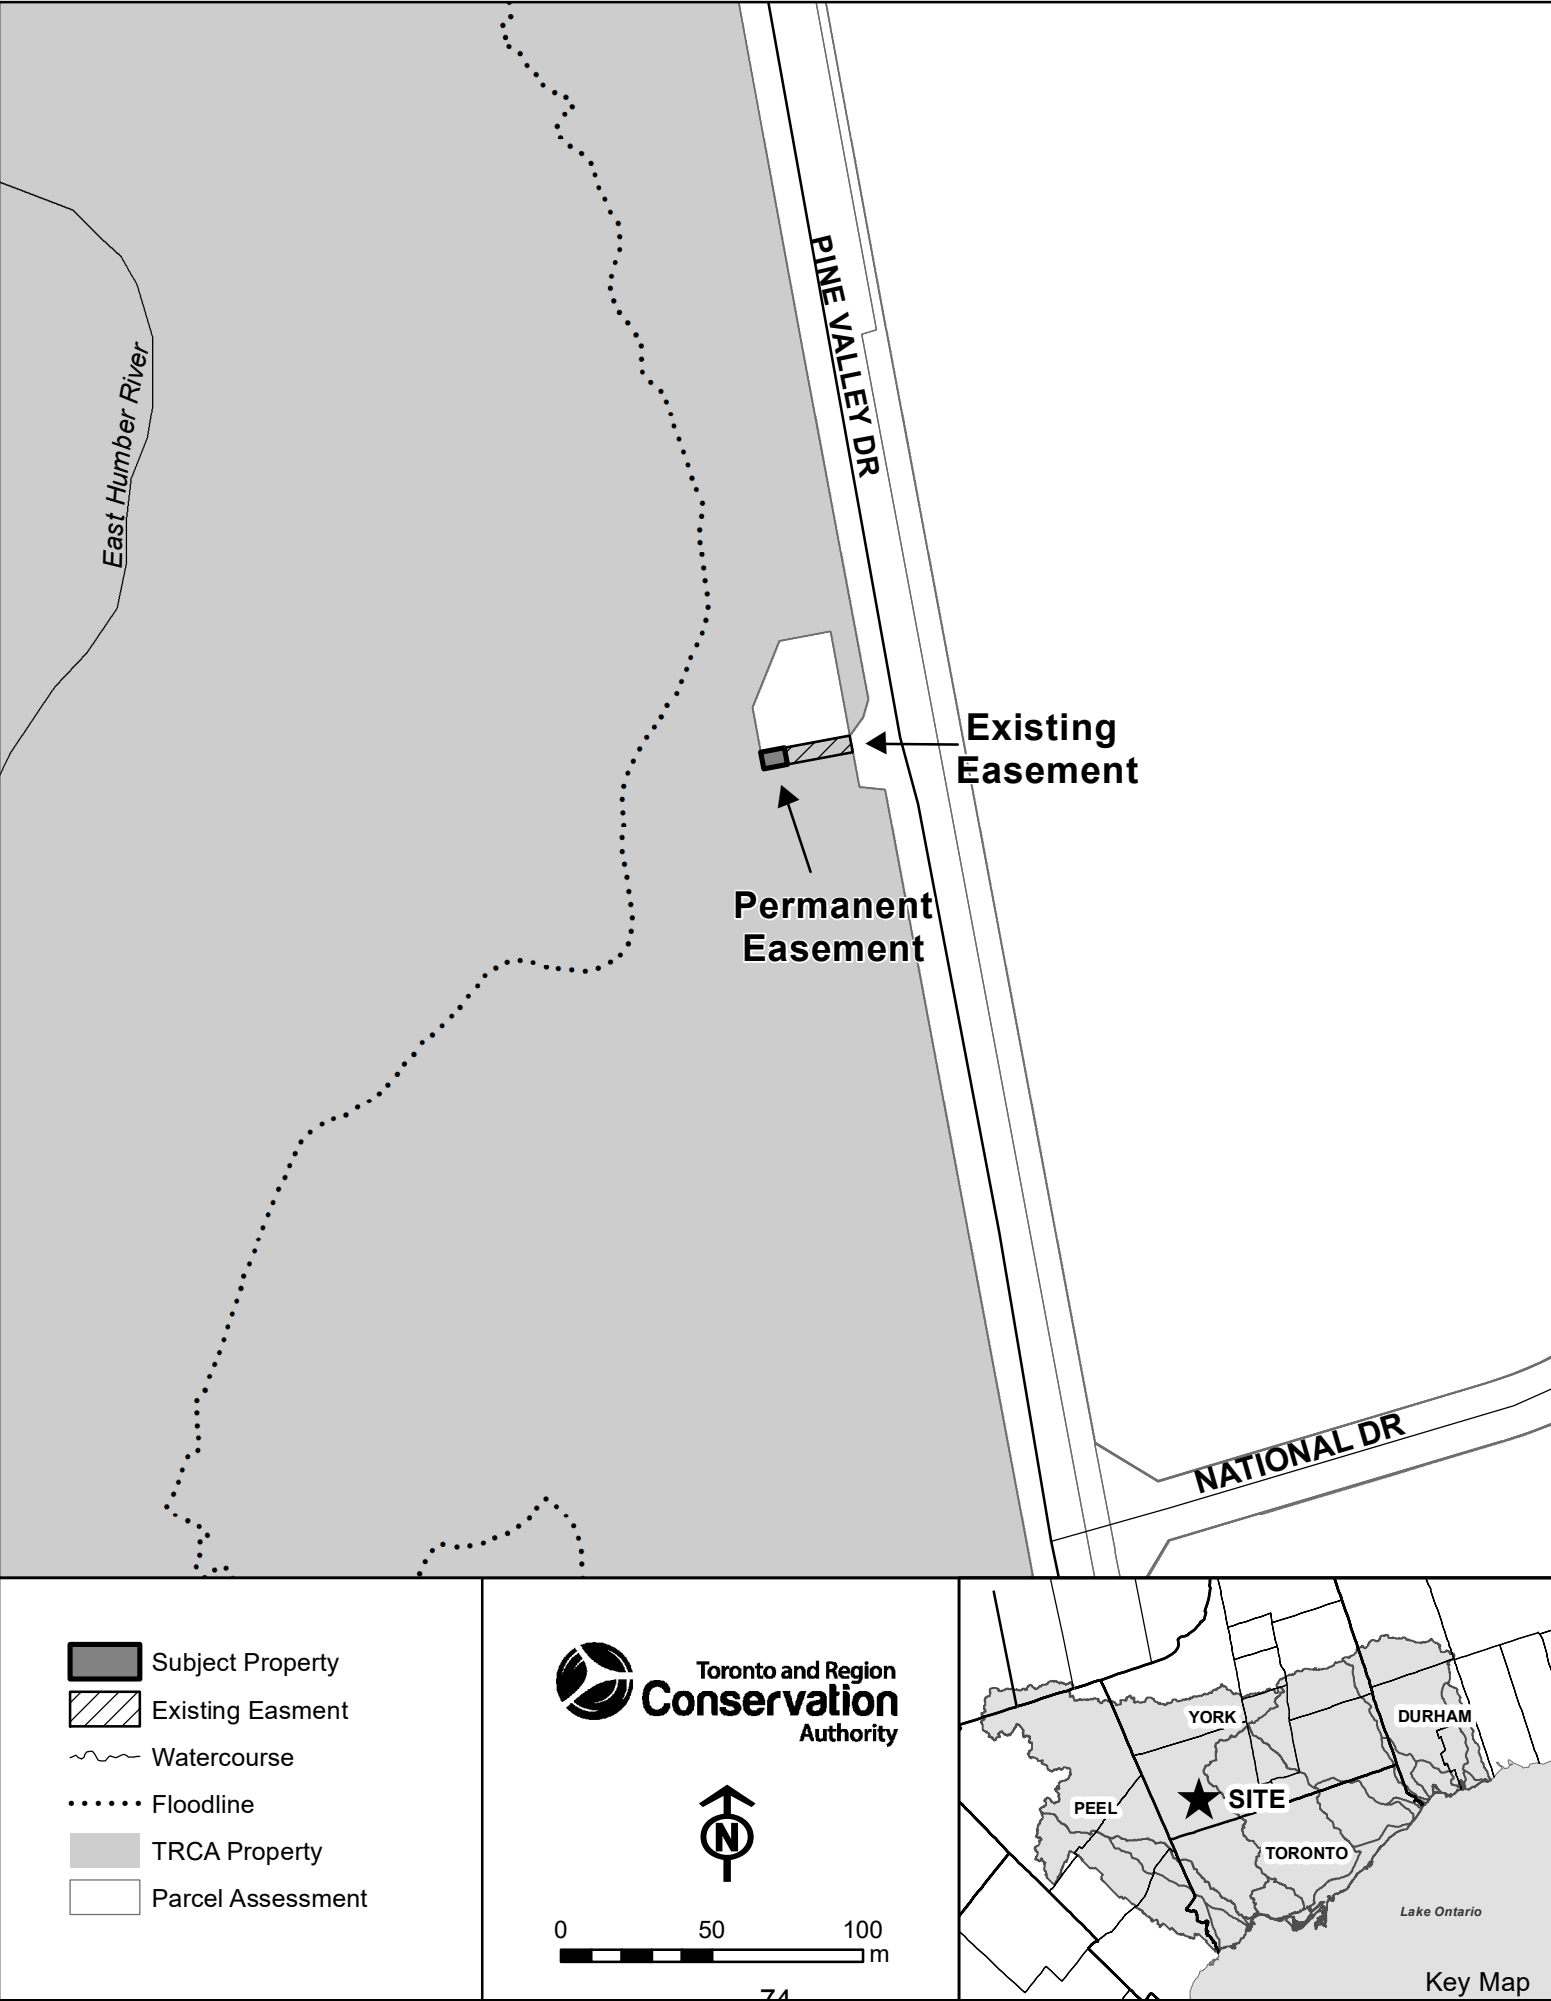 PINE VALLEY DR
East Humber River
Existing
Easement
Permanent
Easement
NATIONAL DR
Subject Property
Existing Easment
Watercourse
Floodline
TRCA Property
Parcel Assessment
Toronto and Region
Conservation
Authority
N
0 50 100
m
74
YORK
DURHAM
PEEL
SITE
TORONTO
Lake Ontario
Key Map